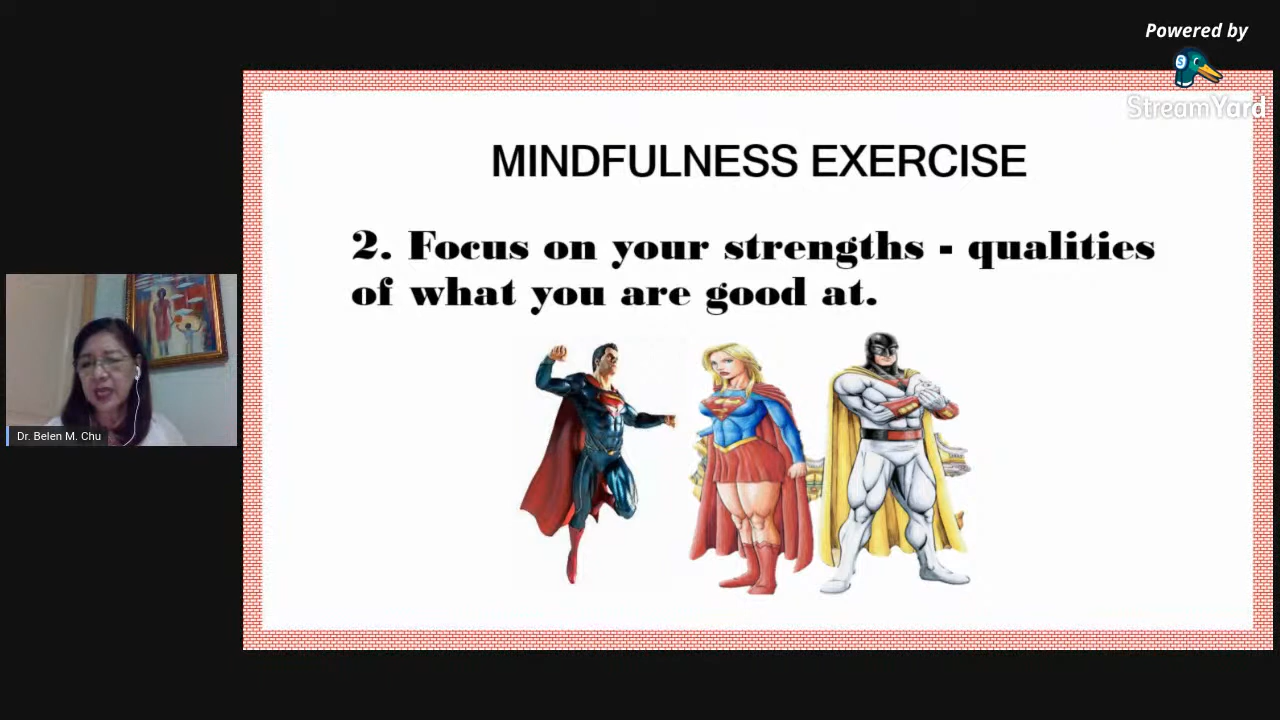 Powered by
StreamYard
MINDFULNESS EXERCISE
2. Focus on your strengths - qualities
of what you are good at.
Dr. Belen M. Chu